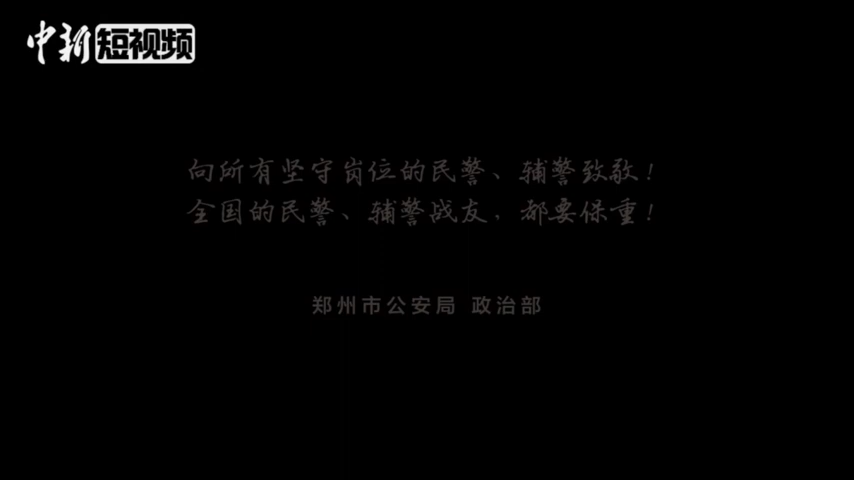 中新短视频
向所有坚守岗位的民警、辅警致敬！
全国的民警、辅警战友，都要保重！
郑州市公安局 政治部